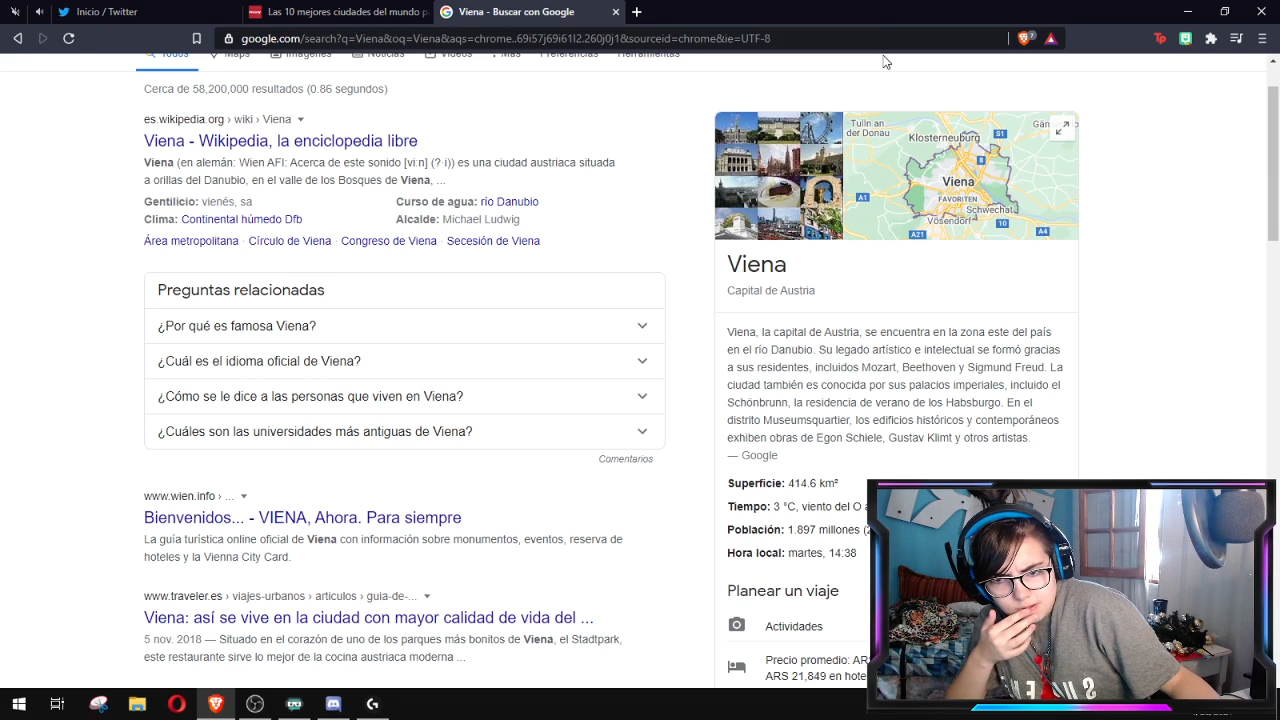 Inicio / Twitter
Las 10 mejores ciudades del mundo p
Viena - Buscar con Google
google.com/search?q=Viena&oq=Viena&aqs=chrome..69i57j69i61l2.260j0j1&sourceid=chrome&ie=UTF-8
Todos Maps Imágenes Noticias Vídeos Más Preferencias Herramientas
Cerca de 58,200,000 resultados (0.86 segundos)
es.wikipedia.org › wiki › Viena
Viena - Wikipedia, la enciclopedia libre
Viena (en alemán: Wien AFI: Acerca de este sonido [viːn] (? i)) es una ciudad austriaca situada
a orillas del Danubio, en el valle de los Bosques de Viena, ...
Gentilicio: vienés, sa
Curso de agua: río Danubio
Clima: Continental húmesto Dfb
Alcalde: Michael Ludwig
Área metropolitana · Círculo de Viena · Congreso de Viena · Secesión de Viena
Preguntas relacionadas
¿Por qué es famosa Viena?
¿Cuál es el idioma oficial de Viena?
¿Cómo se le dice a las personas que viven en Viena?
¿Cuáles son las universidades más antiguas de Viena?
Comentarios
www.wien.info › ...
Bienvenidos... - VIENA, Ahora. Para siempre
La guía turística online oficial de Viena con información sobre monumentos, eventos, reserva de
hoteles y la Vienna City Card.
www.traveler.es › viajes-urbanos › articulos › guia-...
Viena: así se vive en la ciudad con mayor calidad de vida del ...
5 nov. 2018 — Situado en el corazón de uno de los parques más bonitos de Viena, el Stadtpark,
este restaurante sirve lo mejor de la cocina austriaca moderna ...
Tulln an
der Donau
Klosterneuburg
S1
8
A1
Viena
FAVORITEN
Schwechat
Vösendorf
10
A21
A4
Viena
Capital de Austria
Viena, la capital de Austria, se encuentra en la zona este del país
en el río Danubio. Su legado artístico e intelectual se formó gracias
a sus residentes, incluidos Mozart, Beethoven y Sigmund Freud. La
ciudad también es conocida por sus palacios imperiales, incluido el
Schönbrunn, la residencia de verano de los Habsburgo. En el
distrito Museumsquartier, los edificios históricos y contemporáneos
exhiben obras de Egon Schiele, Gustav Klimt y otros artistas.
— Google
Superficie: 414.6 km²
Tiempo: 3 °C, viento del O a
Población: 1.897 millones (
Hora local: martes, 14:38
Planear un viaje
Actividades
Precio promedio: AR
ARS 21,849 en hote